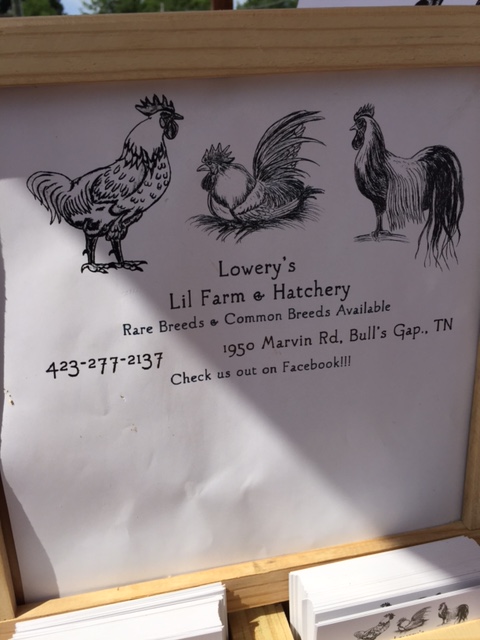 Lowery's
Lil Farm & Hatchery
Rare Breeds & Common Breeds Available
1950 Marvin Rd, Bull's Gap., TN
423-277-2137
Check us out on Facebook!!!